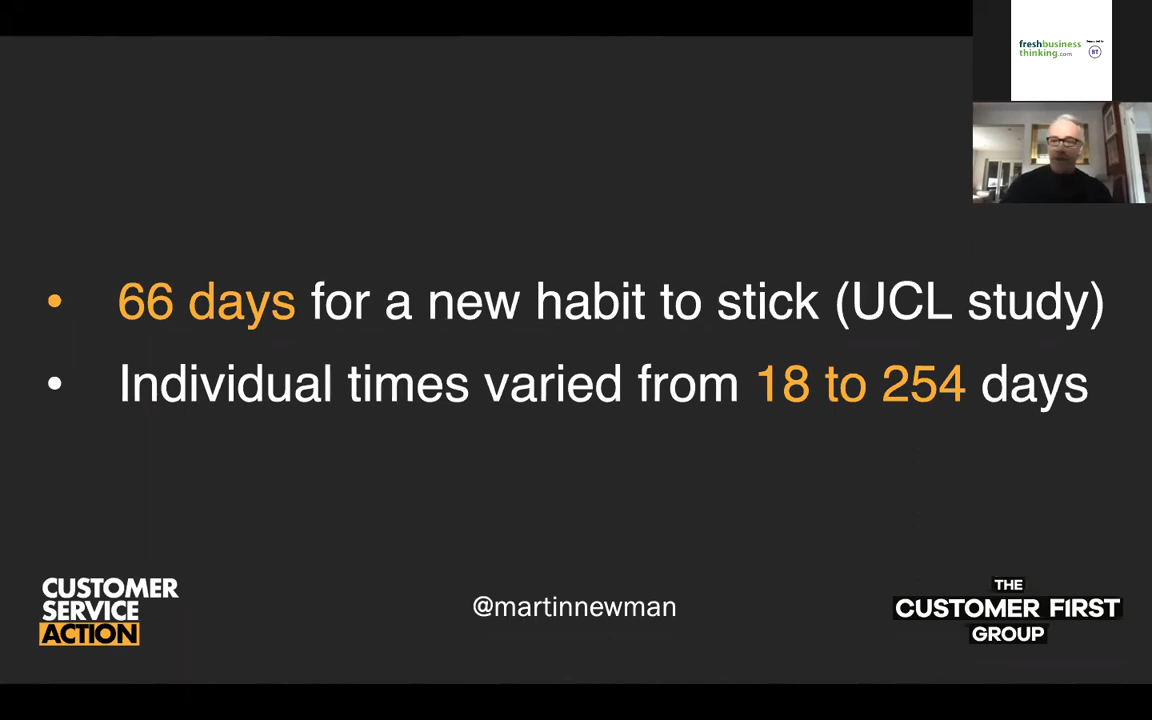 freshbusiness
thinking.com
BT
• 66 days for a new habit to stick (UCL study)
• Individual times varied from 18 to 254 days
CUSTOMER
SERVICE
ACTION
@martinnewman
THE
CUSTOMER FIRST
GROUP